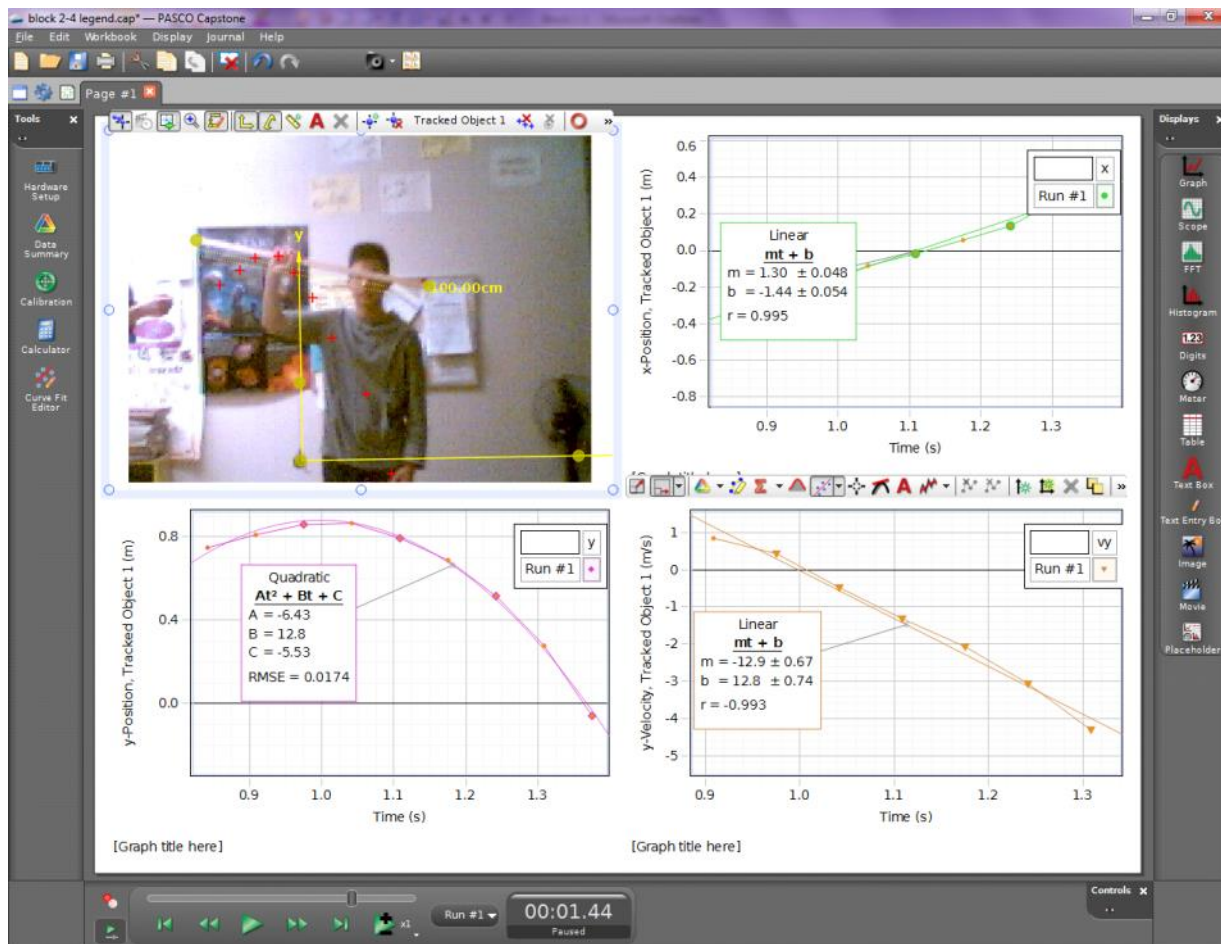 block 2-4 legend.cap* — PASCO Capstone
File Edit Workbook Display Journal Help
Page #1
Tools
Hardware
Setup
Data
Summary
Calibration
Calculator
Curve Fit
Editor
Tracked Object 1
»
y
100.00cm
x-Position, Tracked Object 1 (m)
0.6
0.4
0.2
0.0
-0.2
-0.4
-0.6
-0.8
x
Run #1
Linear
mt + b
m = 1.30 ± 0.048
b = -1.44 ± 0.054
r = 0.995
0.9 1.0 1.1 1.2 1.3
Time (s)
y-Position, Tracked Object 1 (m)
0.8
0.4
0.0
y
Run #1
Quadratic
At² + Bt + C
A = -6.43
B = 12.8
C = -5.53
RMSE = 0.0174
0.9 1.0 1.1 1.2 1.3
Time (s)
[Graph title here]
»
y-Velocity, Tracked Object 1 (m/s)
1
0
-1
-2
-3
-4
-5
vy
Run #1
Linear
mt + b
m = -12.9 ± 0.67
b = 12.8 ± 0.74
r = -0.993
0.9 1.0 1.1 1.2 1.3
Time (s)
[Graph title here]
Displays
Graph
Scope
FFT
Histogram
1.23
Digits
Meter
Table
A
Text Box
Text Entry Bo
Image
Movie
Placeholder
x1
Run #1
00:01.44
Paused
Controls